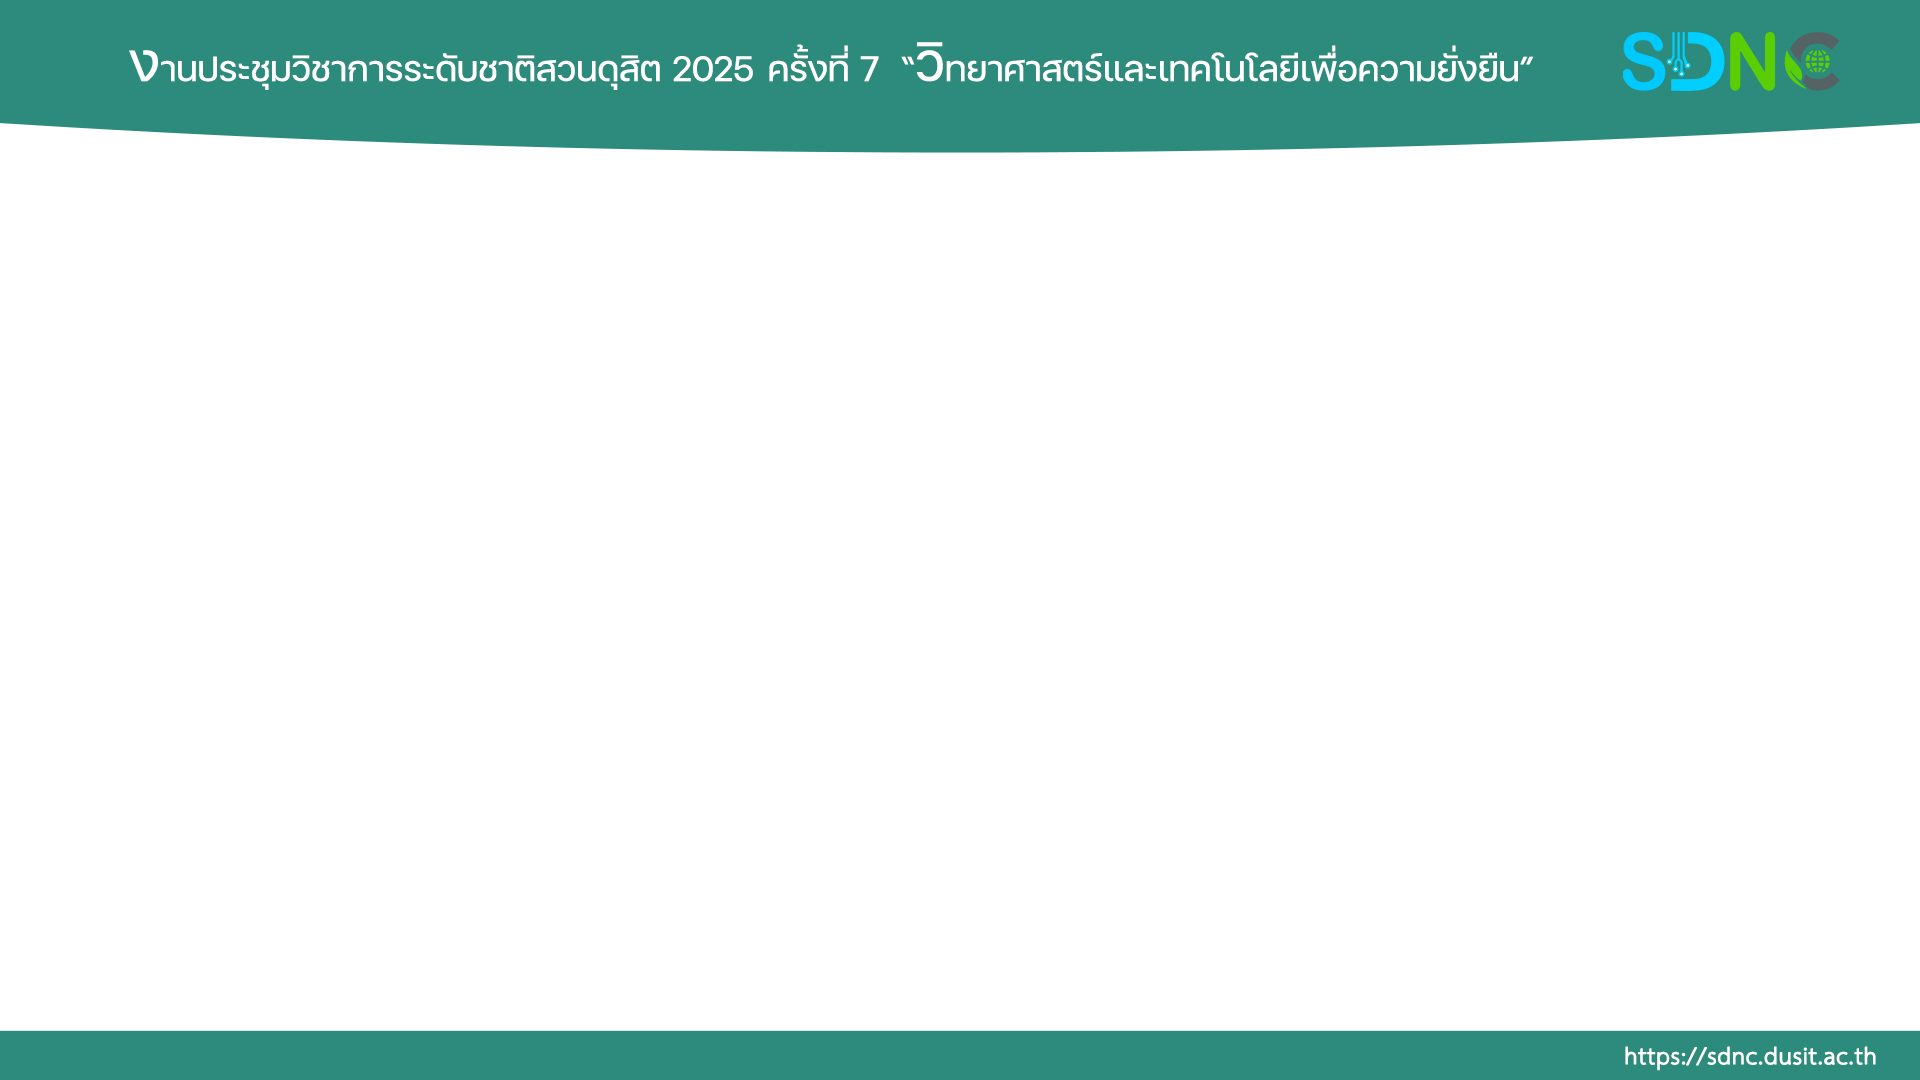 งานประชุมวิชาการระดับชาติสวนดุสิต 2025 ครั้งที่ 7 “วิทยาศาสตร์และเทคโนโลยีเพื่อความยั่งยืน”
SDNC
https://sdnc.dusit.ac.th